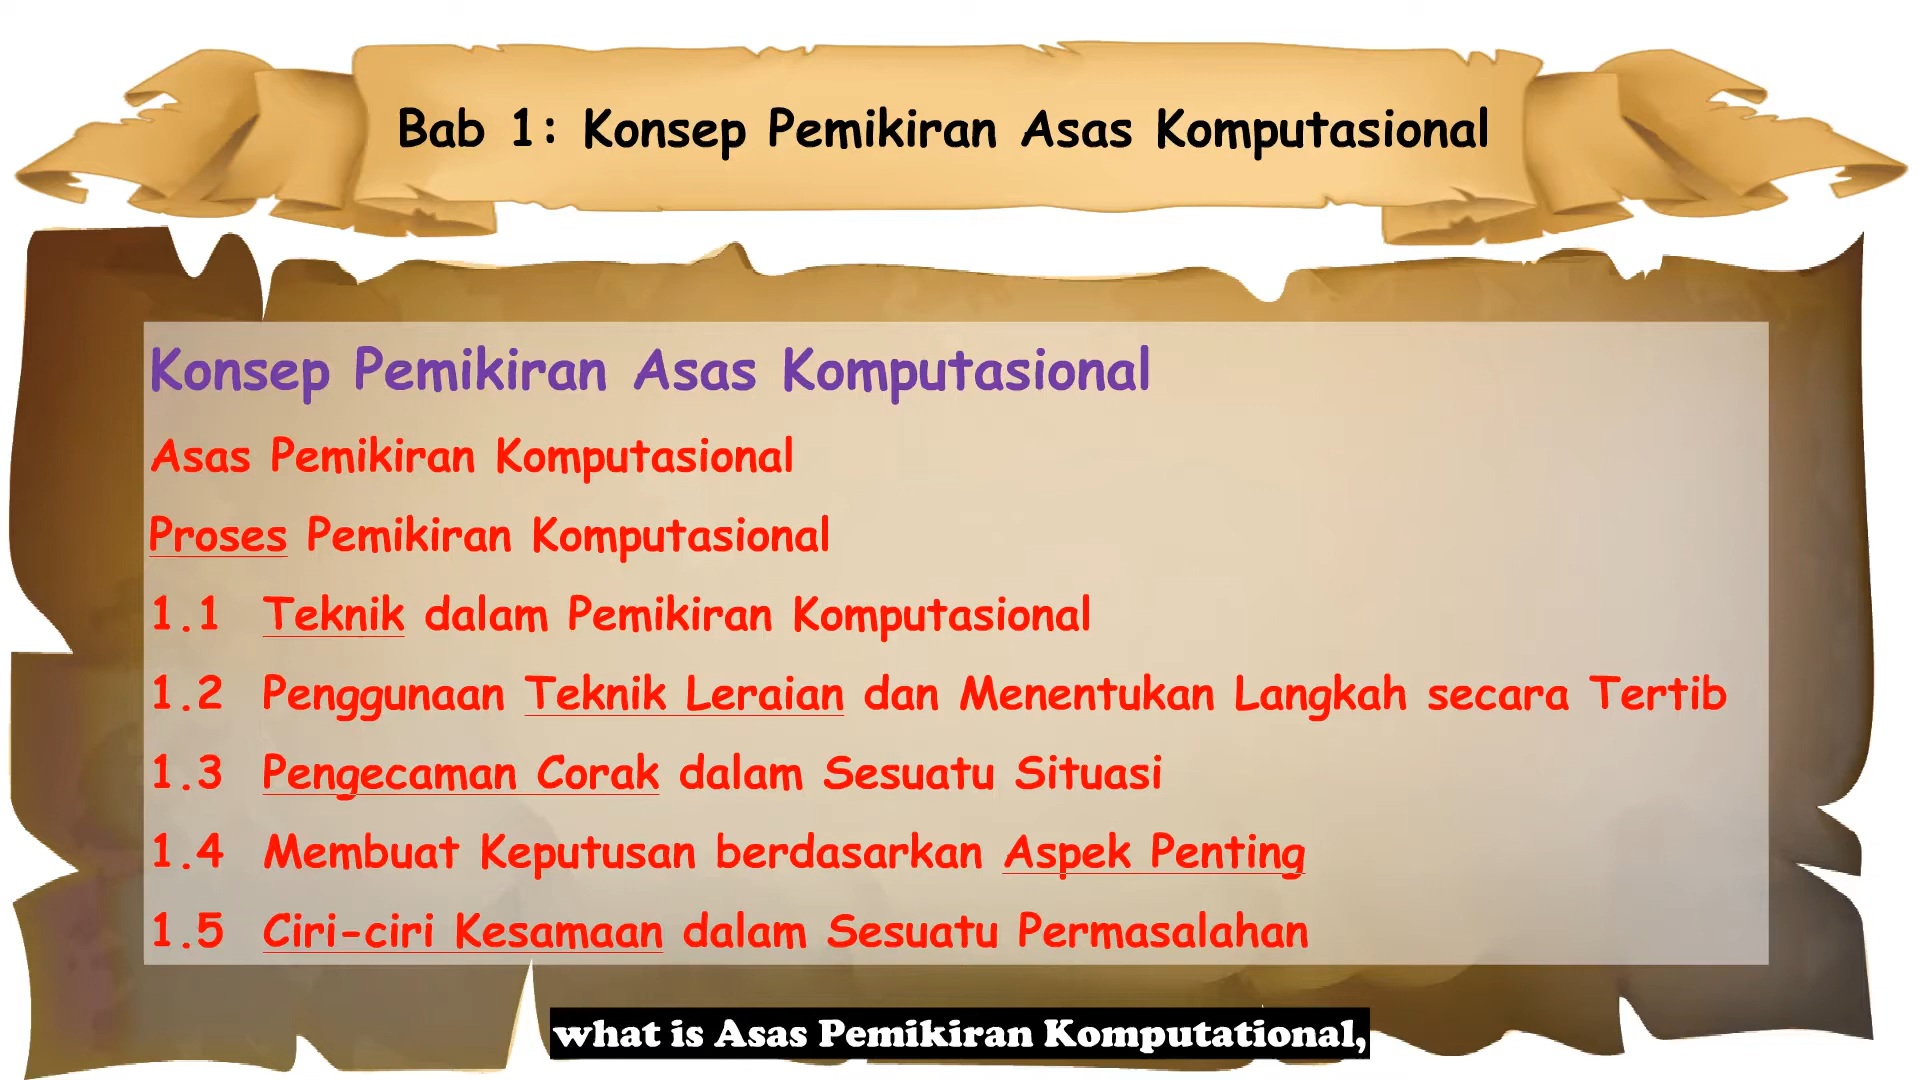 Bab 1: Konsep Pemikiran Asas Komputasional
Konsep Pemikiran Asas Komputasional
Asas Pemikiran Komputasional
Proses Pemikiran Komputasional
1.1 Teknik dalam Pemikiran Komputasional
1.2 Penggunaan Teknik Leraian dan Menentukan Langkah secara Tertib
1.3 Pengecaman Corak dalam Sesuatu Situasi
1.4 Membuat Keputusan berdasarkan Aspek Penting
1.5 Ciri-ciri Kesamaan dalam Sesuatu Permasalahan
what is Asas Pemikiran Komputational,